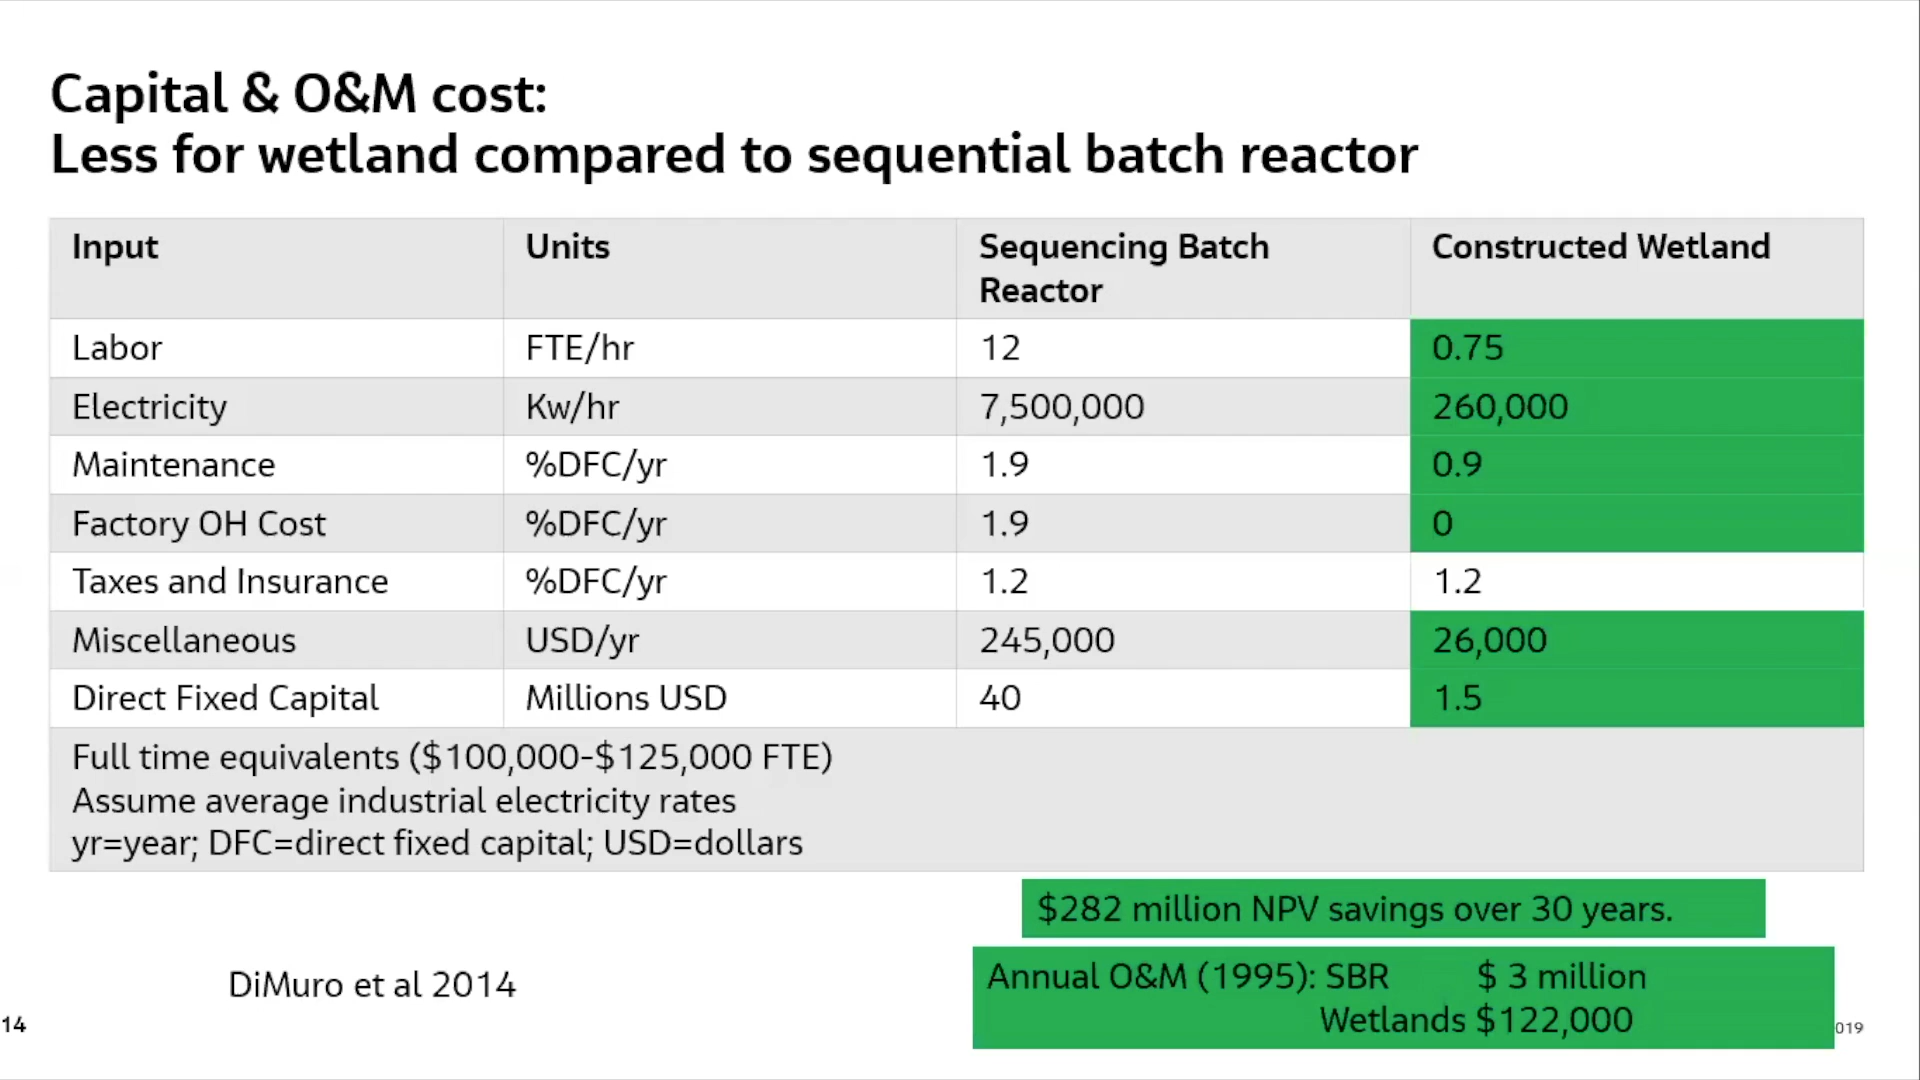 Capital & O&M cost:
Less for wetland compared to sequential batch reactor
Input Units Sequencing Batch Reactor Constructed Wetland
Labor FTE/hr 12 0.75
Electricity Kw/hr 7,500,000 260,000
Maintenance %DFC/yr 1.9 0.9
Factory OH Cost %DFC/yr 1.9 0
Taxes and Insurance %DFC/yr 1.2 1.2
Miscellaneous USD/yr 245,000 26,000
Direct Fixed Capital Millions USD 40 1.5
Full time equivalents ($100,000-$125,000 FTE)
Assume average industrial electricity rates
yr=year; DFC=direct fixed capital; USD=dollars
$282 million NPV savings over 30 years.
Annual O&M (1995): SBR $ 3 million
Wetlands $122,000
DiMuro et al 2014
14
019